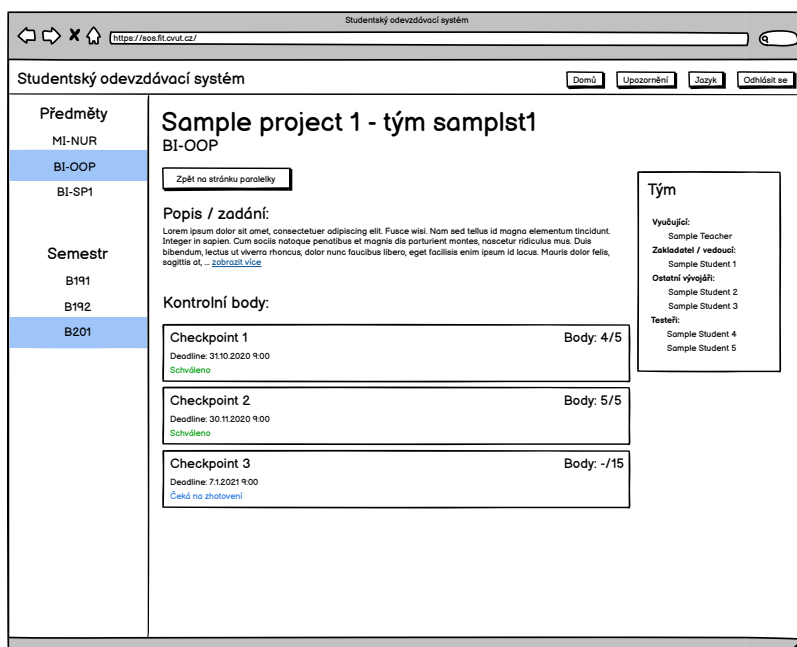 Studentský odevzdávací systém
https://sos.fit.cvut.cz/
Studentský odevzdávací systém
Domů
Upozornění
Jazyk
Odhlásit se
Předměty
MI-NUR
BI-OOP
BI-SP1
Semestr
B191
B192
B201
Sample project 1 - tým samplst1
BI-OOP
Zpět na stránku paralelky
Popis / zadání:
Lorem ipsum dolor sit amet, consectetuer adipiscing elit. Fusce wisi. Nam sed tellus id magna elementum tincidunt.
Integer in sapien. Cum sociis natoque penatibus et magnis dis parturient montes, nascetur ridiculus mus. Duis
bibendum, lectus ut viverra rhoncus, dolor nunc faucibus libero, eget facilisis enim ipsum id lacus. Mauris dolor felis,
sagittis at, ... zobrazit více
Kontrolní body:
Checkpoint 1
Body: 4/5
Deadline: 31.10.2020 9:00
Schváleno
Checkpoint 2
Body: 5/5
Deadline: 30.11.2020 9:00
Schváleno
Checkpoint 3
Body: -/15
Deadline: 7.1.2021 9:00
Čeká na zhotovení
Tým
Vyučující:
Sample Teacher
Zakladatel / vedoucí:
Sample Student 1
Ostatní vývojáři:
Sample Student 2
Sample Student 3
Testeři:
Sample Student 4
Sample Student 5